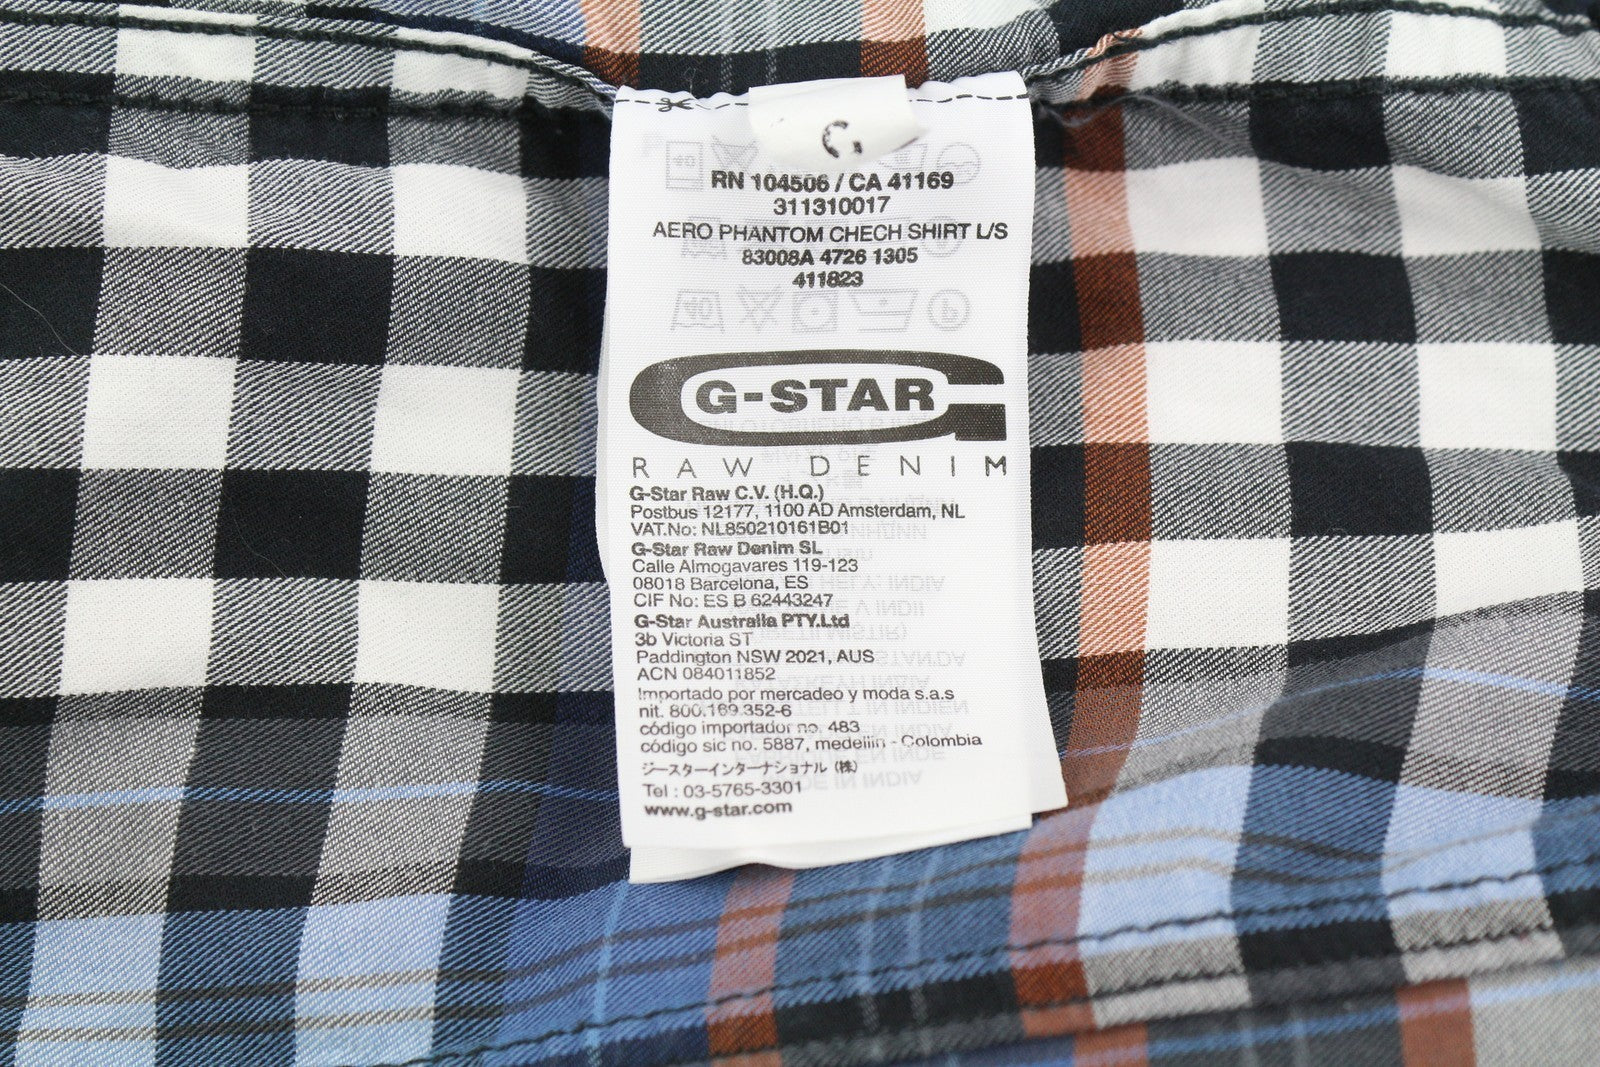 G
RN 104506 / CA 41169
311310017
AERO PHANTOM CHECH SHIRT L/S
83008A 4726 1305
411823
G-STAR
RAW DENIM
G-Star Raw C.V. (H.Q.)
Postbus 12177, 1100 AD Amsterdam, NL
VAT.No: NL850210161B01
G-Star Raw Denim SL
Calle Almogavares 119-123
08018 Barcelona, ES
CIF No: ES B 62443247
G-Star Australia PTY.Ltd
3b Victoria ST
Paddington NSW 2021, AUS
ACN 084011852
Importado por mercadeo y moda s.a.s
nit. 800.169.352-6
código importador no. 483
código sic no. 5887, medellin - Colombia
ジースターインターナショナル (株)
Tel : 03-5765-3301
www.g-star.com